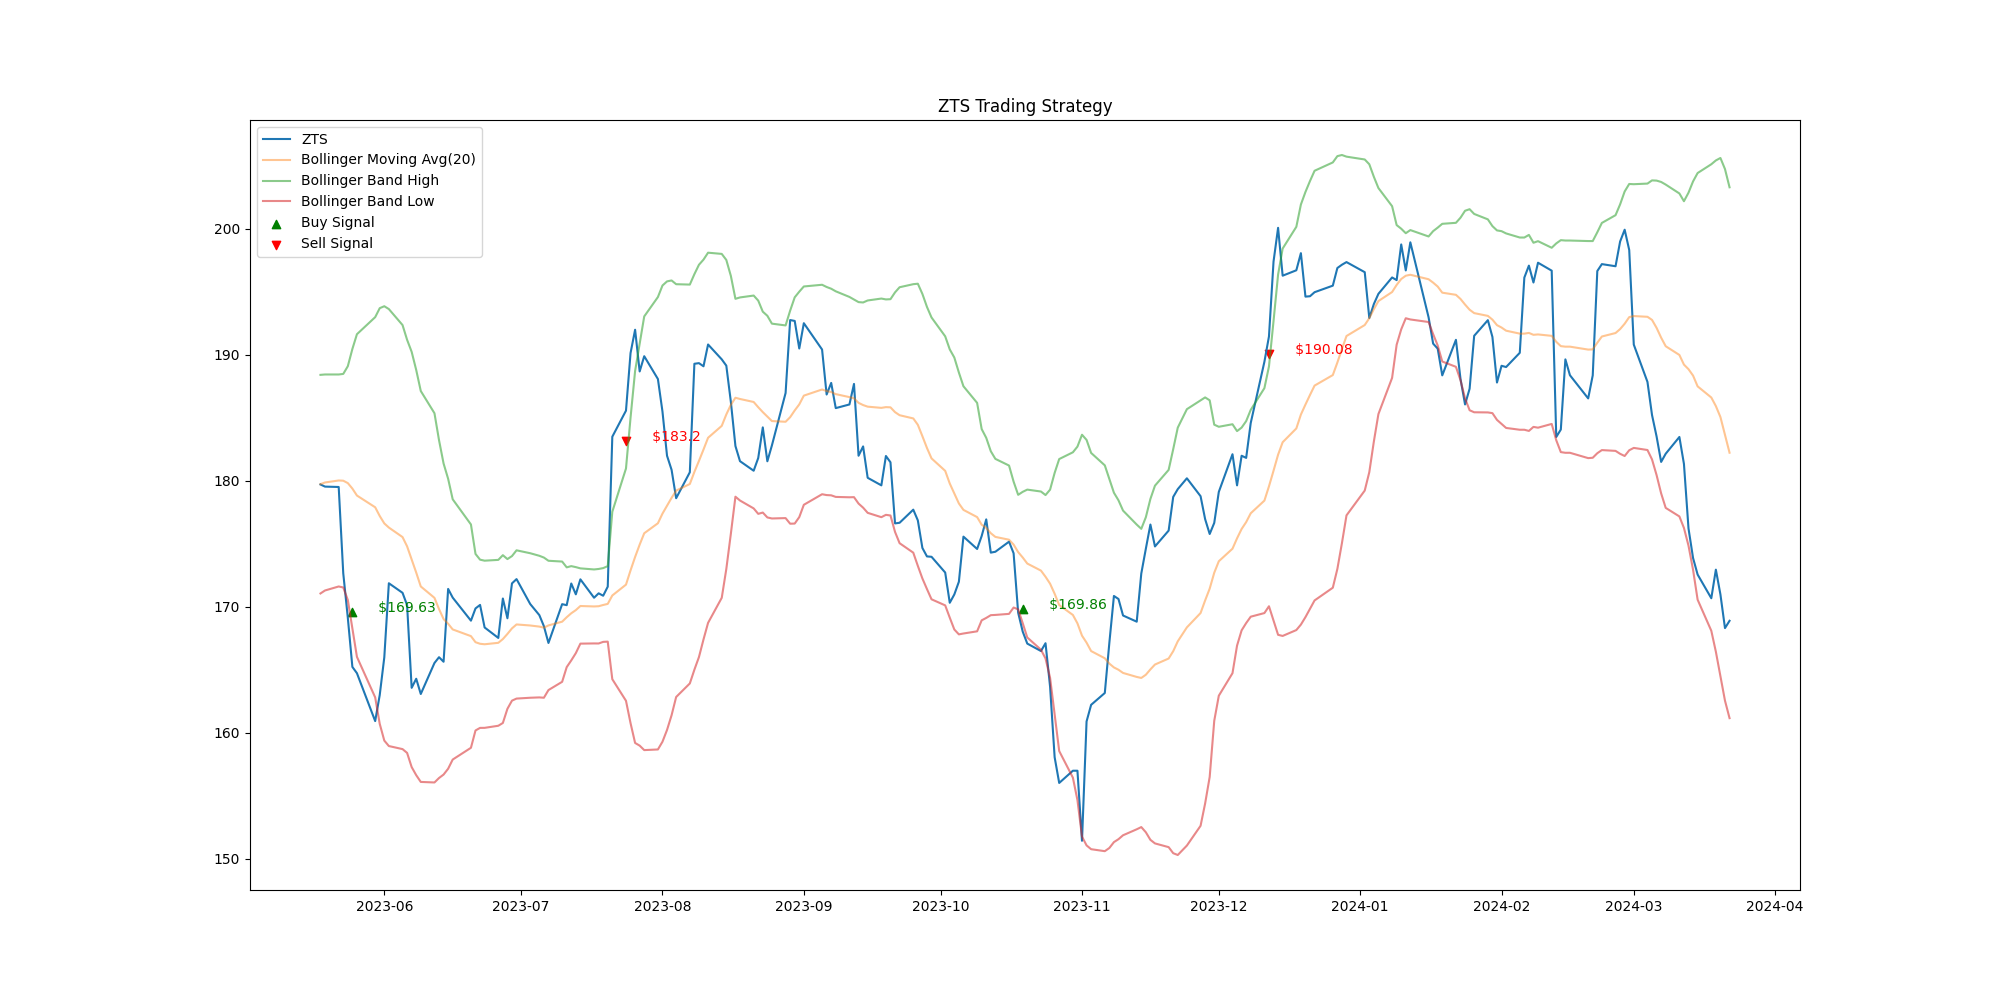 ZTS Trading Strategy
ZTS
Bollinger Moving Avg(20)
Bollinger Band High
Bollinger Band Low
Buy Signal
Sell Signal
200
190
180
170
160
150
$169.63
$183.2
$169.86
$190.08
2023-06 2023-07 2023-08 2023-09 2023-10 2023-11 2023-12 2024-01 2024-02 2024-03 2024-04